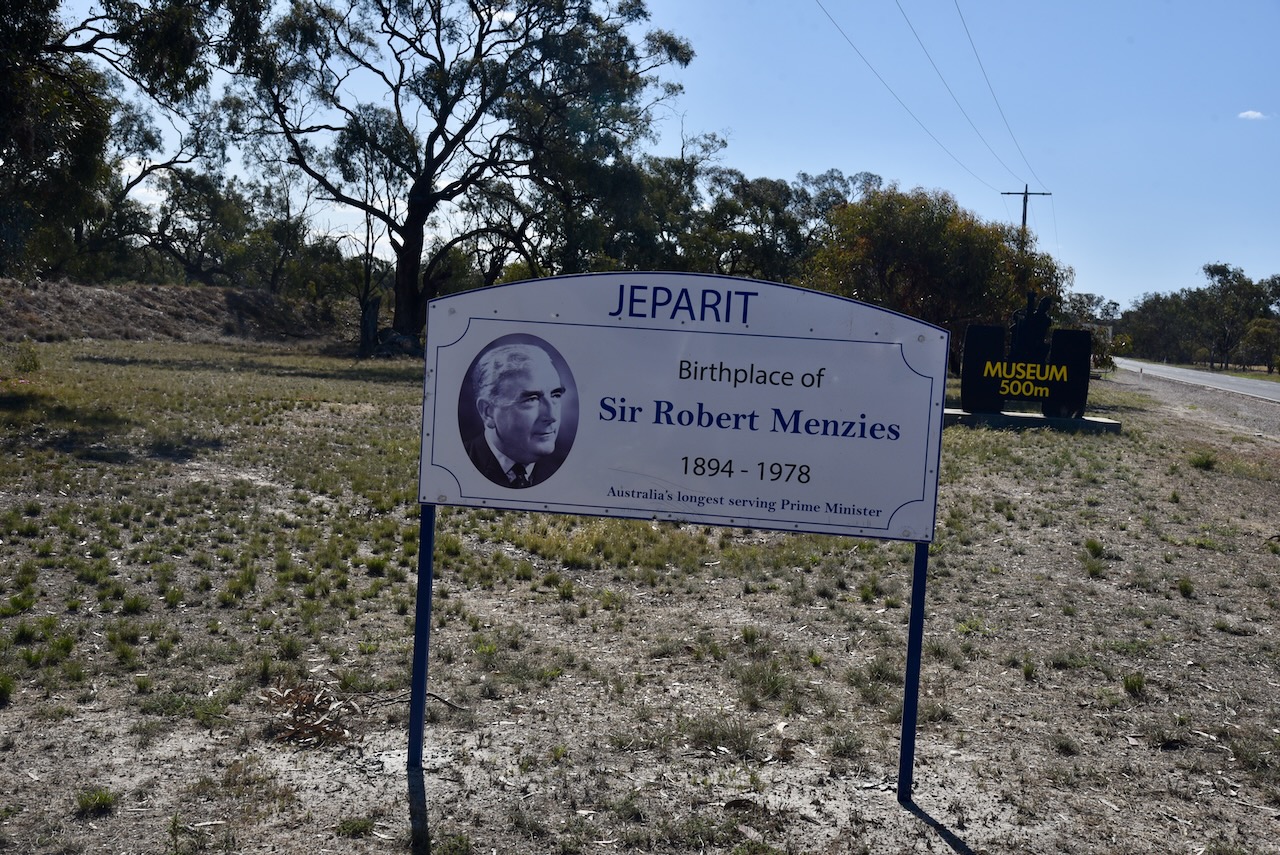 JEPARIT
Birthplace of
Sir Robert Menzies
1894 - 1978
Australia's longest serving Prime Minister
MUSEUM
500m